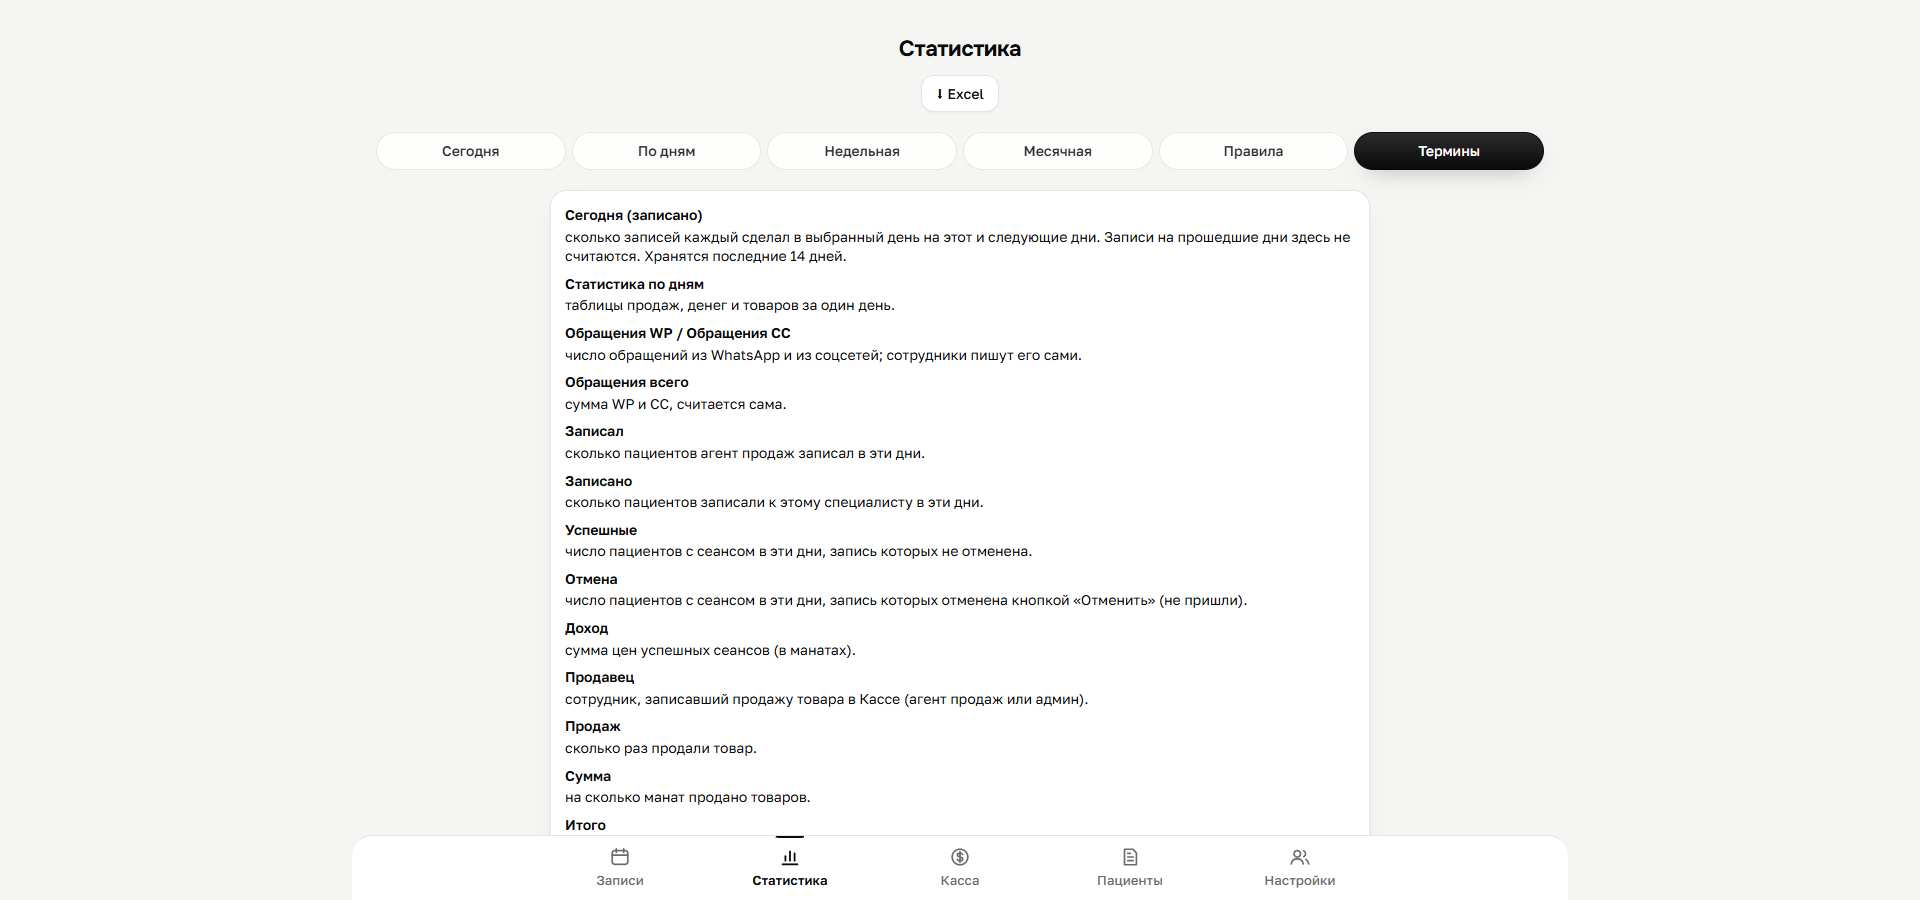 Статистика
⭳ Excel
Сегодня
По дням
Недельная
Месячная
Правила
Термины
Сегодня (записано)
сколько записей каждый сделал в выбранный день на этот и следующие дни. Записи на прошедшие дни здесь не
считаются. Хранятся последние 14 дней.
Статистика по дням
таблицы продаж, денег и товаров за один день.
Обращения WP / Обращения СС
число обращений из WhatsApp и из соцсетей; сотрудники пишут его сами.
Обращения всего
сумма WP и СС, считается сама.
Записал
сколько пациентов агент продаж записал в эти дни.
Записано
сколько пациентов записали к этому специалисту в эти дни.
Успешные
число пациентов с сеансом в эти дни, запись которых не отменена.
Отмена
число пациентов с сеансом в эти дни, запись которых отменена кнопкой «Отменить» (не пришли).
Доход
сумма цен успешных сеансов (в манатах).
Продавец
сотрудник, записавший продажу товара в Кассе (агент продаж или админ).
Продаж
сколько раз продали товар.
Сумма
на сколько манат продано товаров.
Итого
Записи
Статистика
Касса
Пациенты
Настройки